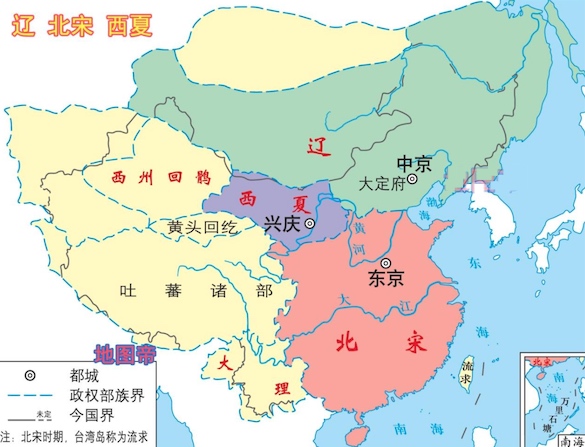 辽 北宋 西夏
辽
中京
大定府
西州回鹘
西夏
兴庆
黄头回纥
黄河
渤海
东京
东海
吐蕃诸部
大江
北宋
大理
流求
南海
地图帝
都城
政权部族界
未定
今国界
注：北宋时期，台湾岛称为流求
北宋
南海
万里石塘
南海